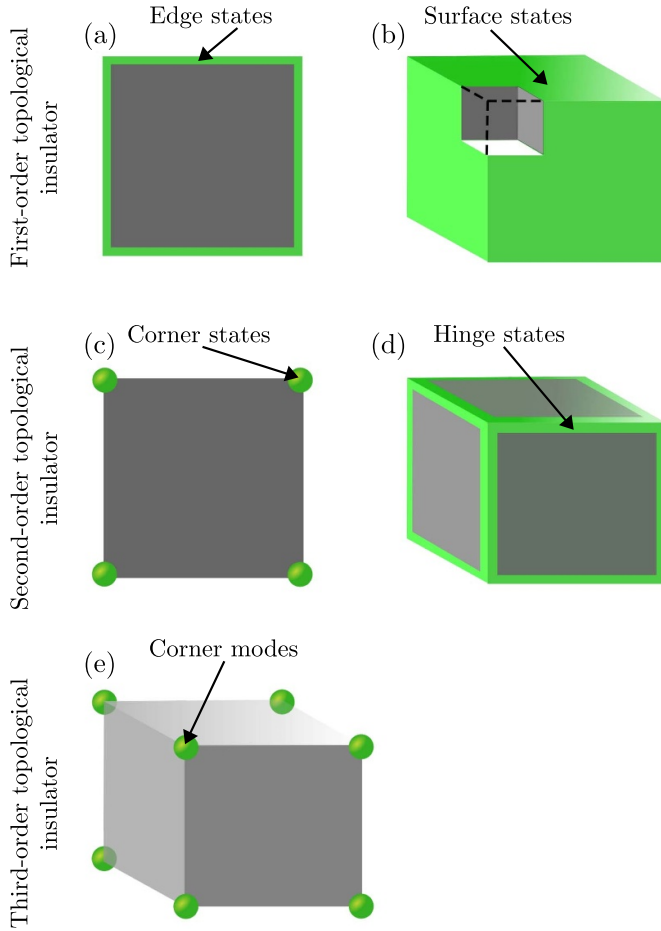 (a)
Edge states
(b)
Surface states
First-order topological
insulator
(c)
Corner states
(d)
Hinge states
Second-order topological
insulator
(e)
Corner modes
Third-order topological
insulator